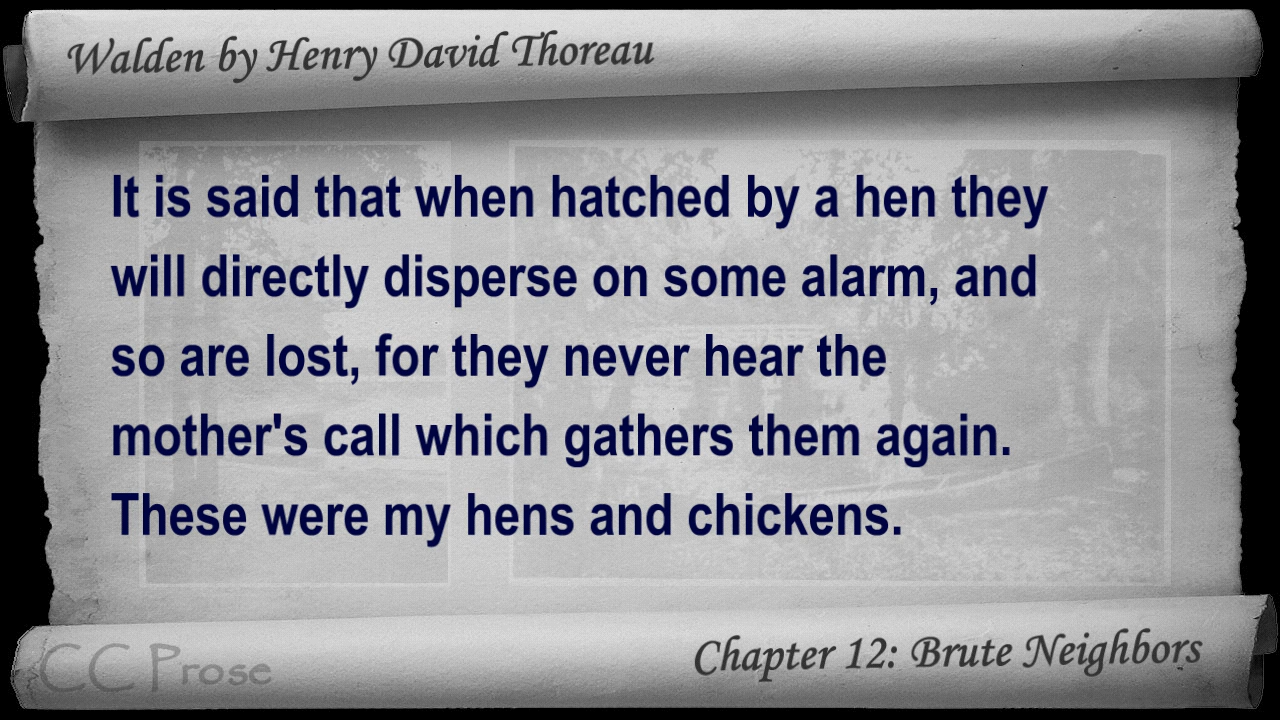 Walden by Henry David Thoreau
It is said that when hatched by a hen they
will directly disperse on some alarm, and
so are lost, for they never hear the
mother's call which gathers them again.
These were my hens and chickens.
Chapter 12: Brute Neighbors
CC Prose